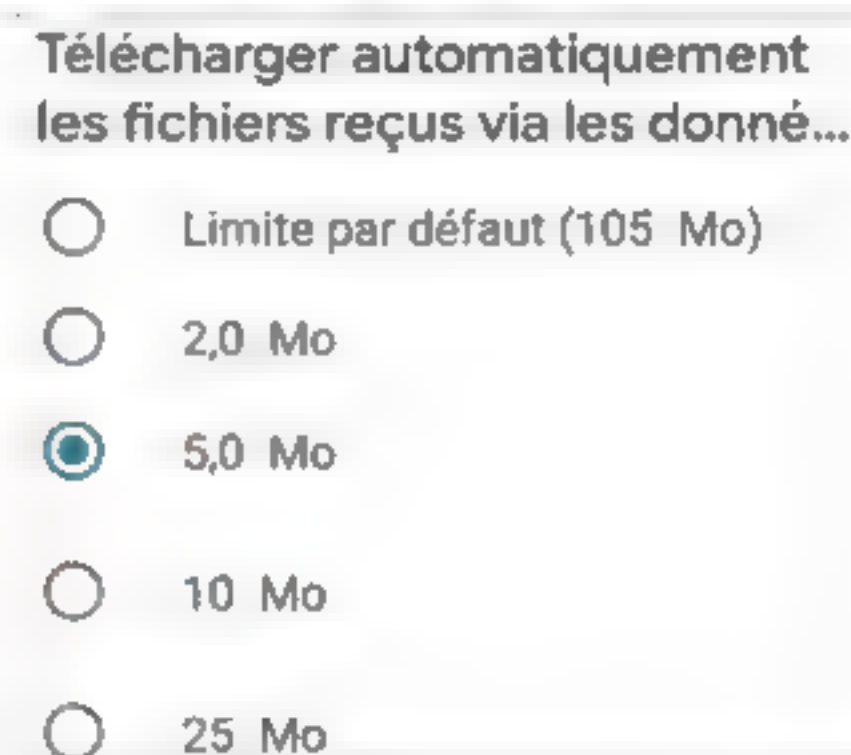 Télécharger automatiquement
les fichiers reçus via les donné...
Limite par défaut (105 Mo)
2,0 Mo
5,0 Mo
10 Mo
25 Mo